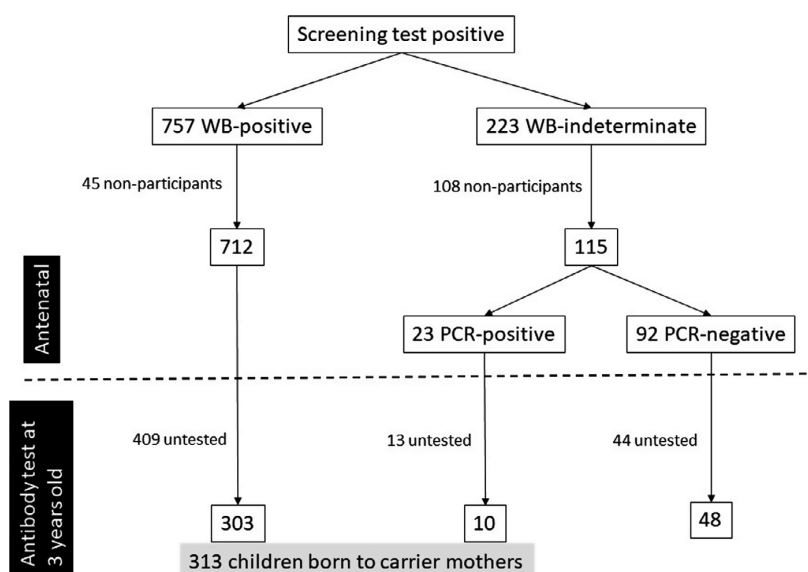 Screening test positive
757 WB-positive
223 WB-indeterminate
45 non-participants
108 non-participants
712
115
Antenatal
23 PCR-positive
92 PCR-negative
Antibody test at
3 years old
409 untested
13 untested
44 untested
303
10
48
313 children born to carrier mothers